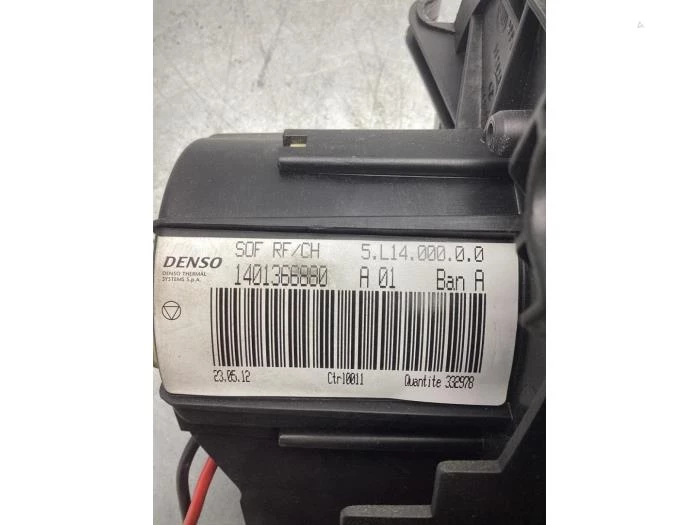 DENSO
DENSO THERMAL
SYSTEMS S.p.A.
SOF RF/CH 5.L14.000.0.0
1401366880 A 01 Ban A
23.05.12 Ctrl0011 Quantite 332978